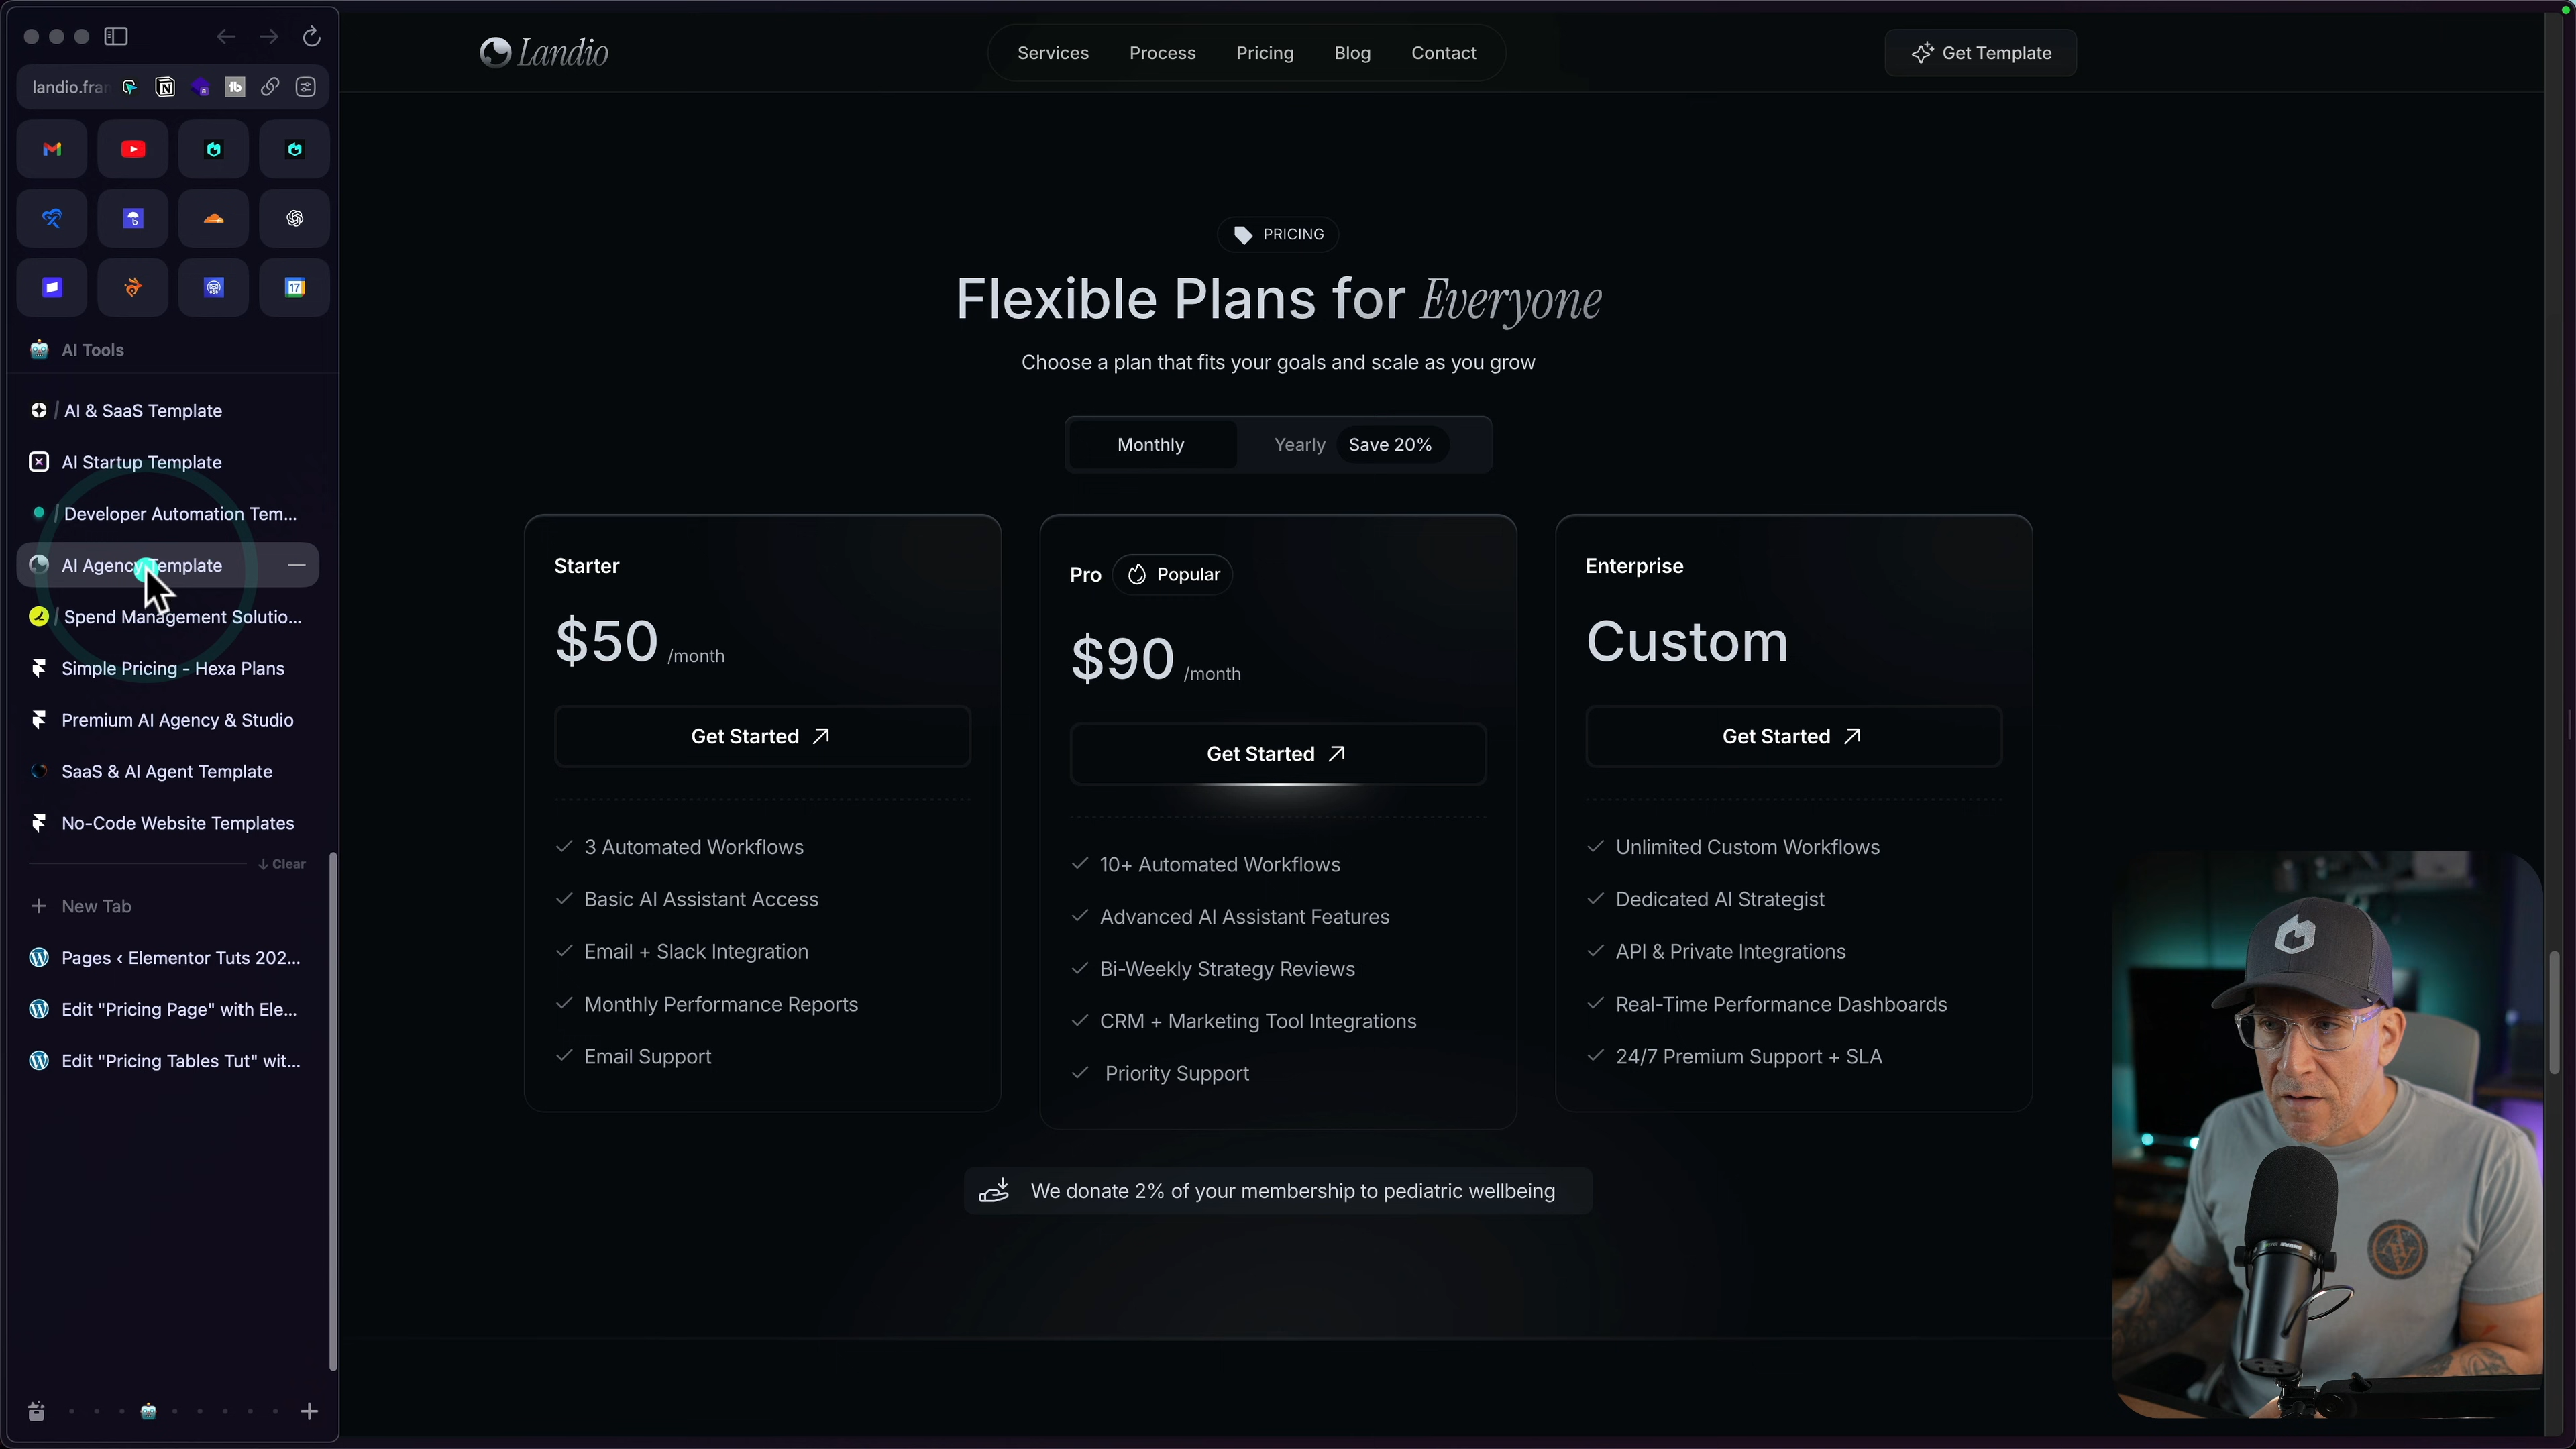 landio.fran
AI Tools
/ AI & SaaS Template
AI Startup Template
/ Developer Automation Tem...
AI Agency Template
/ Spend Management Solutio...
Simple Pricing - Hexa Plans
Premium AI Agency & Studio
SaaS & AI Agent Template
No-Code Website Templates
Clear
New Tab
Pages ‹ Elementor Tuts 202...
Edit "Pricing Page" with Ele...
Edit "Pricing Tables Tut" wit...
Landio
Services Process Pricing Blog Contact
Get Template
PRICING
Flexible Plans for Everyone
Choose a plan that fits your goals and scale as you grow
Monthly Yearly Save 20%
Starter
$50 /month
Get Started
3 Automated Workflows
Basic AI Assistant Access
Email + Slack Integration
Monthly Performance Reports
Email Support
Pro Popular
$90 /month
Get Started
10+ Automated Workflows
Advanced AI Assistant Features
Bi-Weekly Strategy Reviews
CRM + Marketing Tool Integrations
Priority Support
Enterprise
Custom
Get Started
Unlimited Custom Workflows
Dedicated AI Strategist
API & Private Integrations
Real-Time Performance Dashboards
24/7 Premium Support + SLA
We donate 2% of your membership to pediatric wellbeing